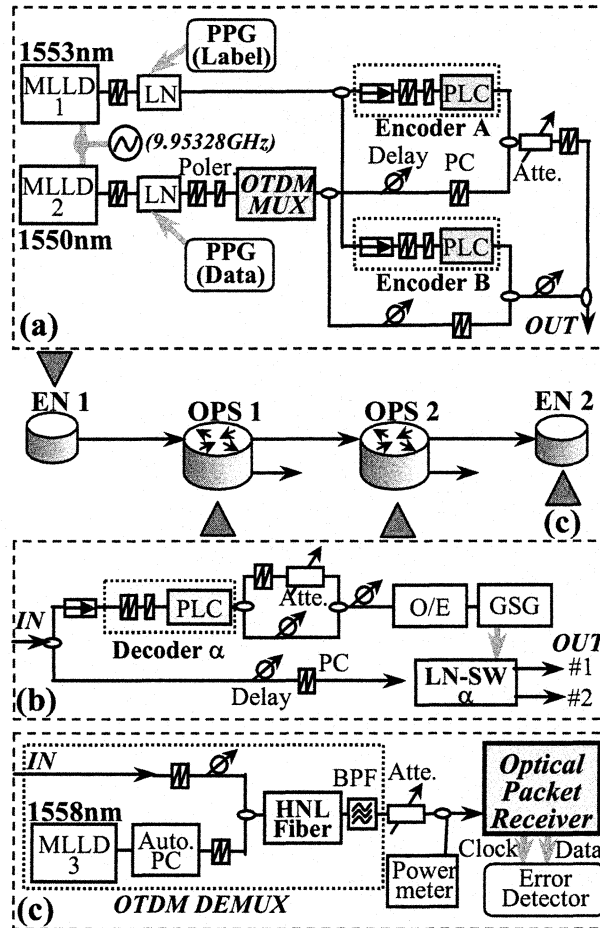 1553nm
MLLD
1
LN
PPG
(Label)
(9.95328GHz)
MLLD
2
1550nm
LN
Poler.
OTDM
MUX
PPG
(Data)
PLC
Encoder A
Delay
PC
Atte.
PLC
Encoder B
OUT
(a)
EN 1
OPS 1
OPS 2
EN 2
(c)
IN
PLC
Decoder α
Atte.
O/E
GSG
Delay
PC
LN-SW
α
OUT
#1
#2
(b)
IN
1558nm
MLLD
3
Auto.
PC
HNL
Fiber
BPF
Atte.
Power
meter
Optical
Packet
Receiver
Clock
Data
Error
Detector
OTDM DEMUX
(c)